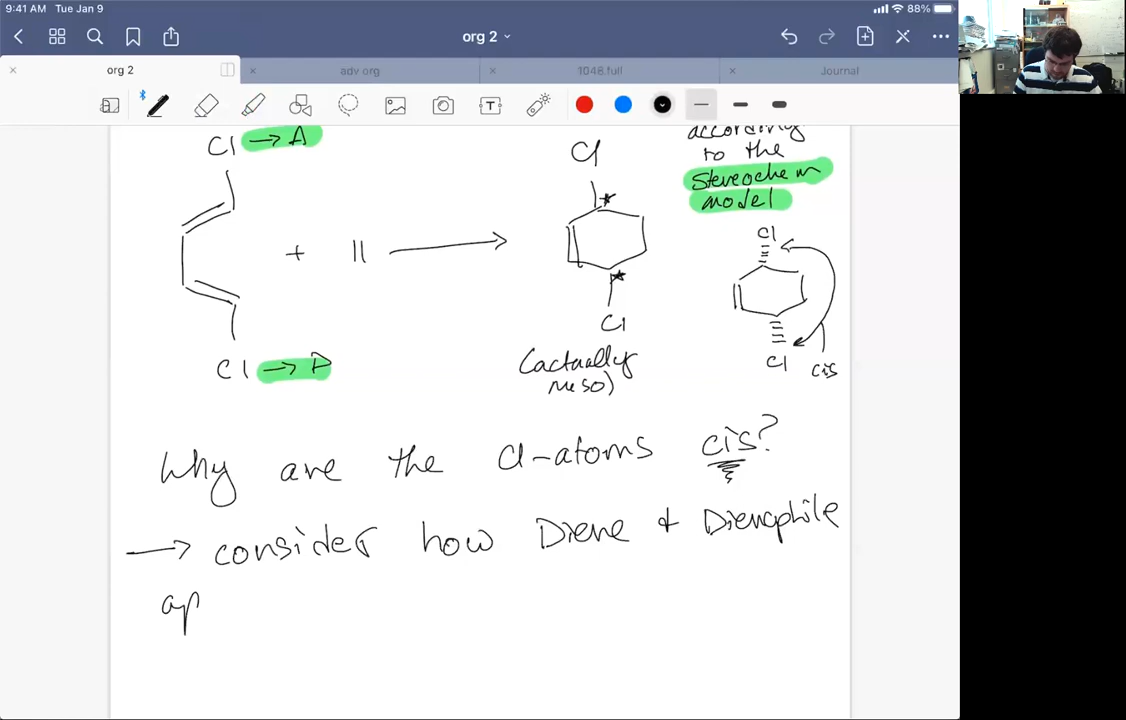 9:41 AM Tue Jan 9
88%
org 2
org 2
adv org
1048.full
Journal
T
Cl → A
Cl
according
to the
stereochem
model
Cl
+ ||
Cl
Cl → A
(actually
meso)
Cl cis
Why are the Cl-atoms cis?
→ consider how Diene + Dienophile
ap